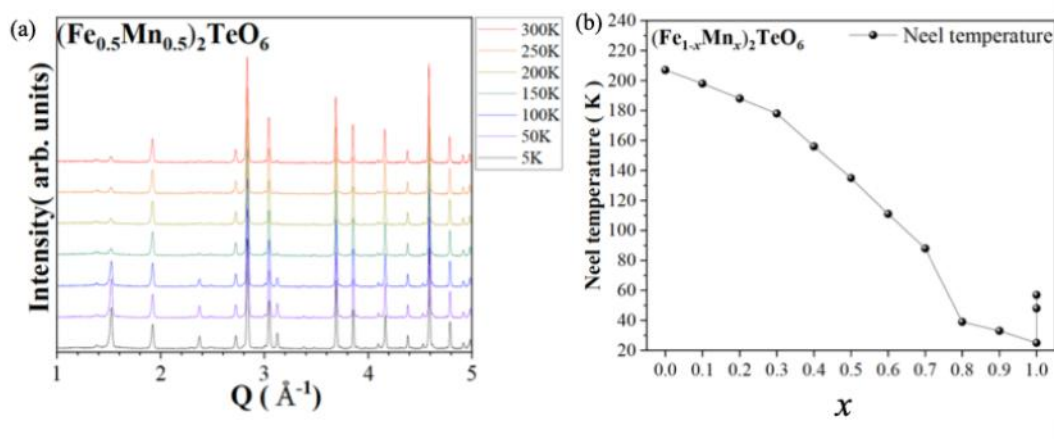 (a)
(Fe₀.₅Mn₀.₅)₂TeO₆
300K
250K
200K
150K
100K
50K
5K
Intensity( arb. units)
1 2 3 4 5
Q ( Å⁻¹)
(b)
(Fe₁₋ₓMnₓ)₂TeO₆
Neel temperature
Neel temperature ( K )
240
220
200
180
160
140
120
100
80
60
40
20
0.0 0.1 0.2 0.3 0.4 0.5 0.6 0.7 0.8 0.9 1.0
x